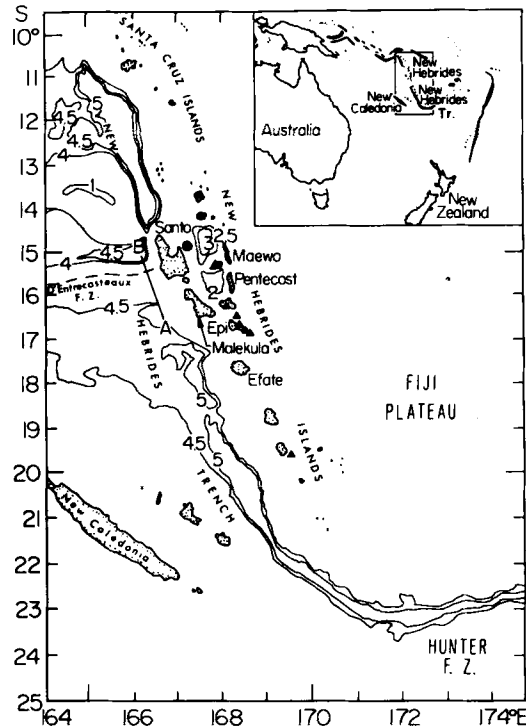 S
10°
11
12
13
14
15
16
17
18
19
20
21
22
23
24
25
164
166
168
170
172
174°E
SANTA CRUZ ISLANDS
NEW
HEBRIDES
ISLANDS
NEW
HEBRIDES
TRENCH
5
4.5
4.5
4
1
4
4.5
B
Santo
3
2.5
2
Maewo
Pentecost
Entrecasteaux
F. Z.
4.5
A
Epi
Malekula
Efate
5
4.5
5
FIJI
PLATEAU
New Caledonia
HUNTER
F. Z.
New
Hebrides
New
Caledonia
New
Hebrides
Tr.
Australia
New
Zealand